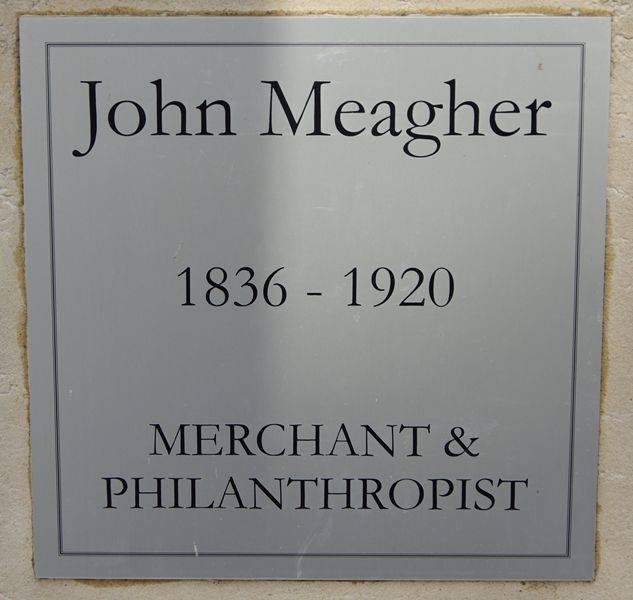 John Meagher
1836 - 1920
MERCHANT &
PHILANTHROPIST